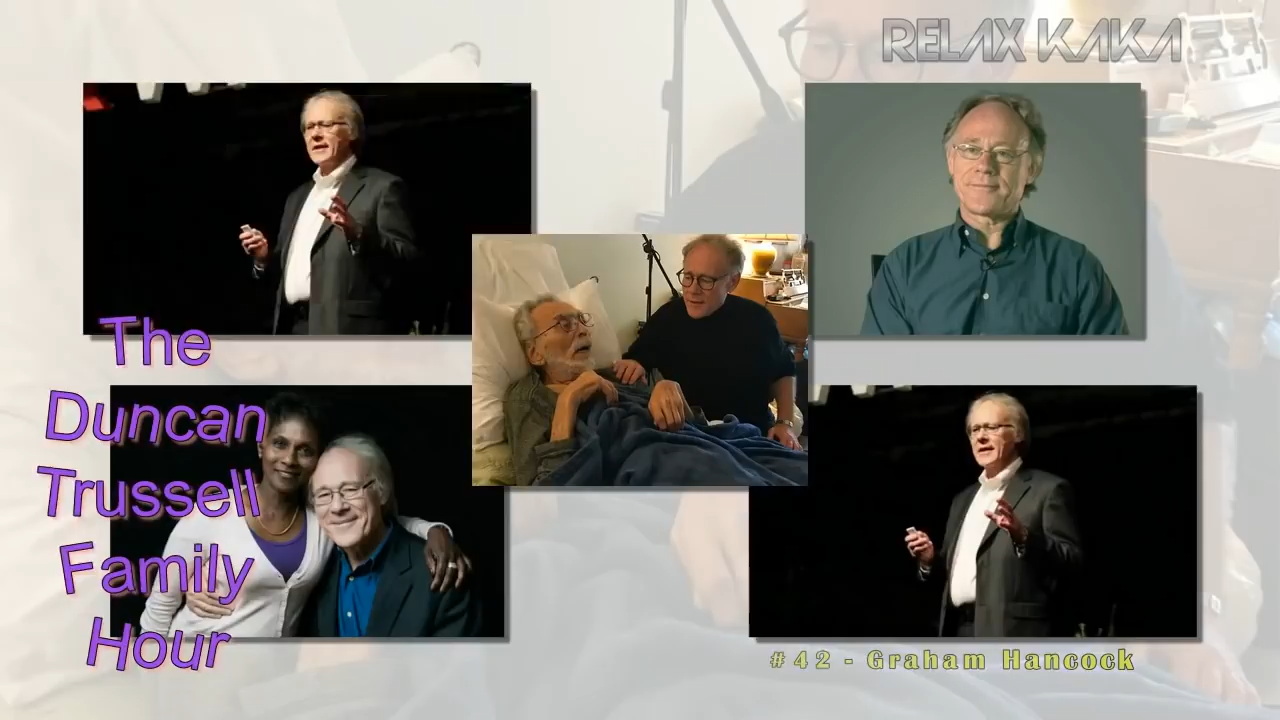 RELAX KAKA
The
Duncan
Trussell
Family
Hour
#42 - Graham Hancock